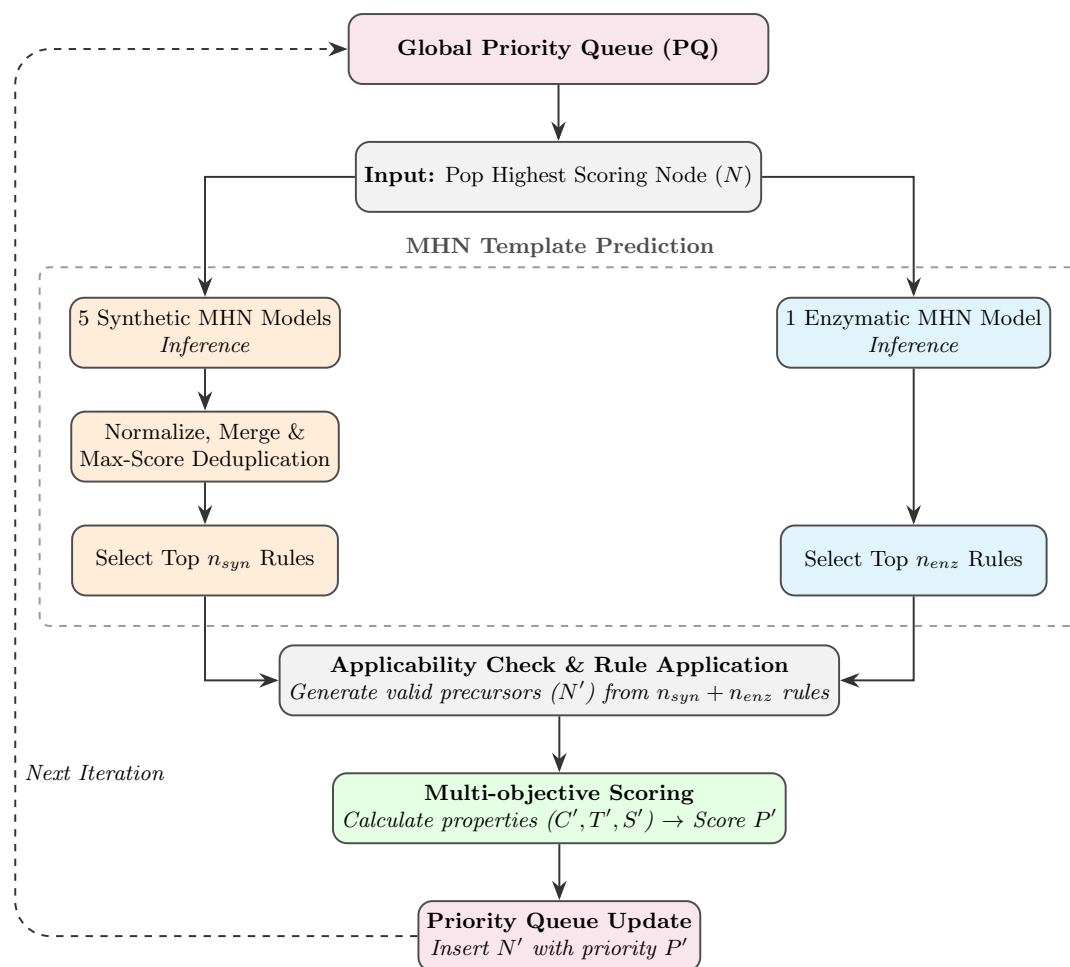 Global Priority Queue (PQ)
Input: Pop Highest Scoring Node (N)
MHN Template Prediction
5 Synthetic MHN Models
Inference
1 Enzymatic MHN Model
Inference
Normalize, Merge &
Max-Score Deduplication
Select Top n_syn Rules
Select Top n_enz Rules
Applicability Check & Rule Application
Generate valid precursors (N′) from n_syn + n_enz rules
Next Iteration
Multi-objective Scoring
Calculate properties (C′, T′, S′) → Score P′
Priority Queue Update
Insert N′ with priority P′